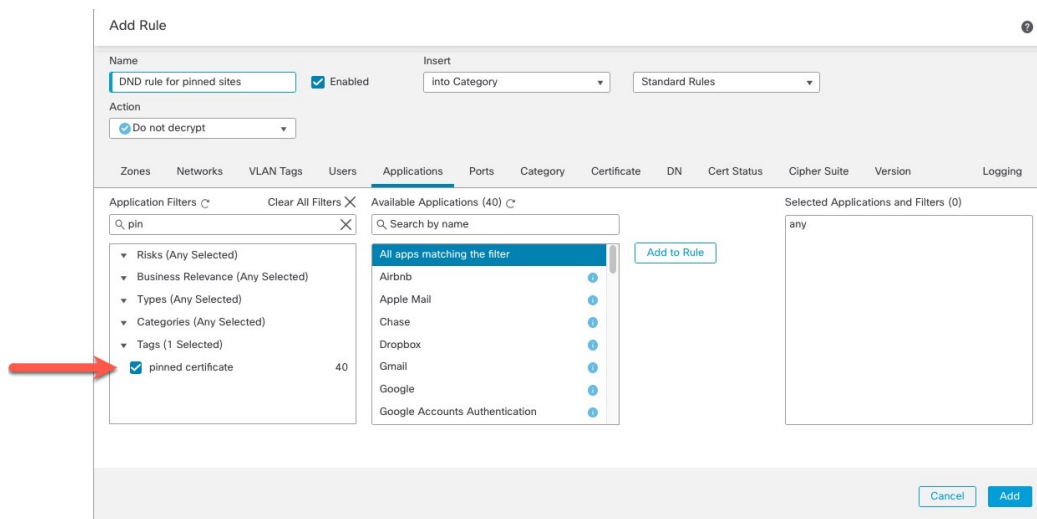 Add Rule
Name
Insert
DND rule for pinned sites
Enabled
into Category
Standard Rules
Action
Do not decrypt
Zones Networks VLAN Tags Users Applications Ports Category Certificate DN Cert Status Cipher Suite Version Logging
Application Filters Clear All Filters Available Applications (40) Selected Applications and Filters (0)
pin
Search by name
any
Risks (Any Selected)
Business Relevance (Any Selected)
Types (Any Selected)
Categories (Any Selected)
Tags (1 Selected)
pinned certificate 40
All apps matching the filter
Airbnb
Apple Mail
Chase
Dropbox
Gmail
Google
Google Accounts Authentication
Add to Rule
Cancel
Add